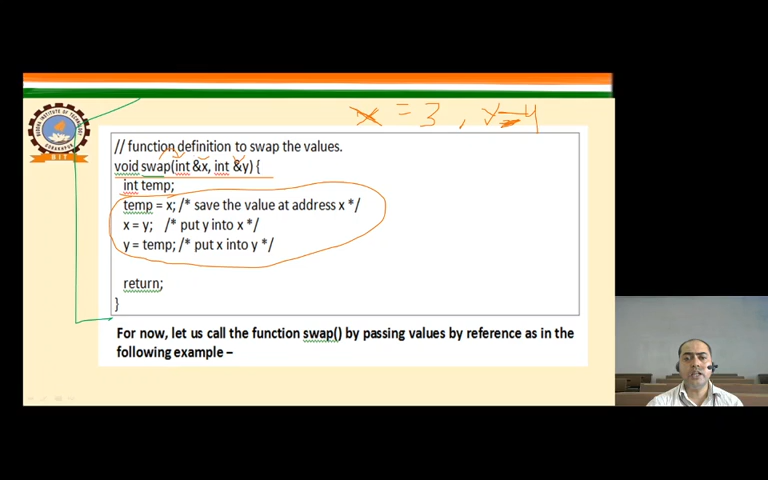 x = 3 , y = 4
// function definition to swap the values.
void swap(int &x, int &y) {
int temp;
temp = x; /* save the value at address x */
x = y; /* put y into x */
y = temp; /* put x into y */
return;
}
For now, let us call the function swap() by passing values by reference as in the
following example –
BIT